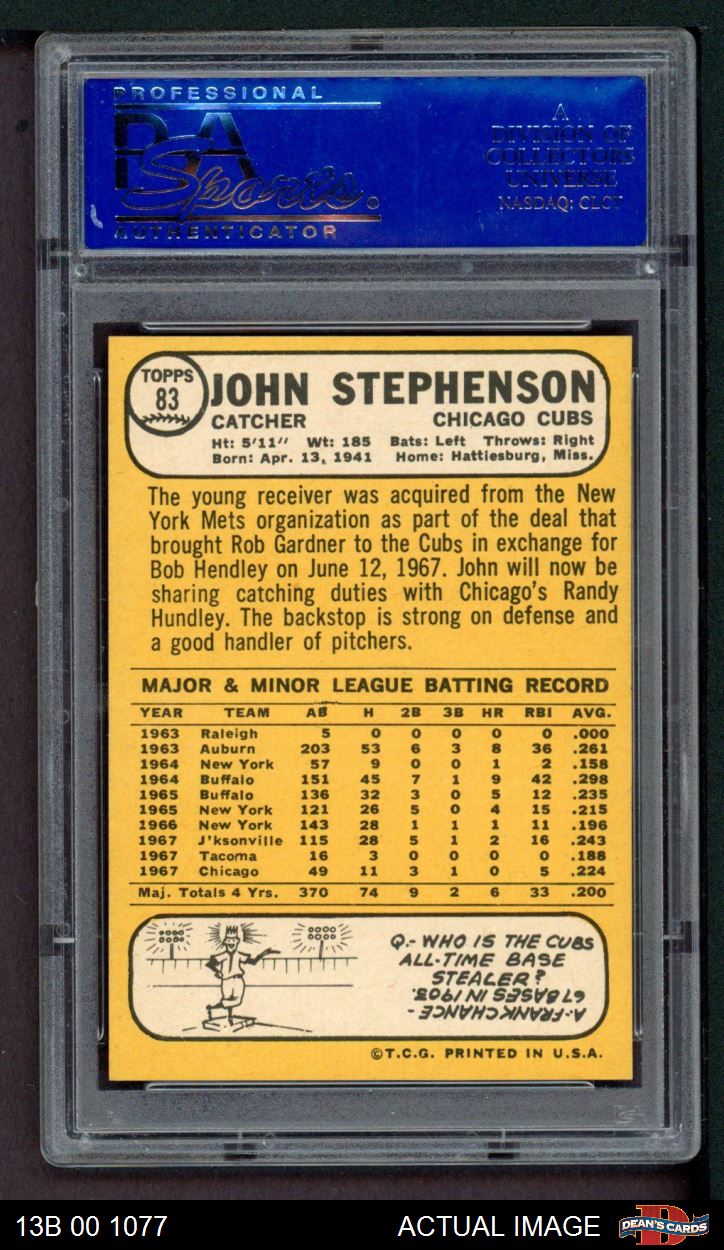 PROFESSIONAL
PSA
Sports®
AUTHENTICATOR
A
DIVISION OF
COLLECTORS
UNIVERSE
NASDAQ: CLCT
TOPPS
83
JOHN STEPHENSON
CATCHER CHICAGO CUBS
Ht: 5'11" Wt: 185 Bats: Left Throws: Right
Born: Apr. 13, 1941 Home: Hattiesburg, Miss.
The young receiver was acquired from the New
York Mets organization as part of the deal that
brought Rob Gardner to the Cubs in exchange for
Bob Hendley on June 12, 1967. John will now be
sharing catching duties with Chicago's Randy
Hundley. The backstop is strong on defense and
a good handler of pitchers.
MAJOR & MINOR LEAGUE BATTING RECORD
YEAR TEAM AB H 2B 3B HR RBI AVG.
1963 Raleigh 5 0 0 0 0 0 .000
1963 Auburn 203 53 6 3 8 36 .261
1964 New York 57 9 0 0 1 2 .158
1964 Buffalo 151 45 7 1 9 42 .298
1965 Buffalo 136 32 3 0 5 12 .235
1965 New York 121 26 5 0 4 15 .215
1966 New York 143 28 1 1 1 11 .196
1967 J'ksonville 115 28 5 1 2 16 .243
1967 Tacoma 16 3 0 0 0 0 .188
1967 Chicago 49 11 3 1 0 5 .224
Maj. Totals 4 Yrs. 370 74 9 2 6 33 .200
Q.- WHO IS THE CUBS
ALL-TIME BASE
STEALER?
A-FRANK CHANCE -
67 BASES IN 1903.
©T.C.G. PRINTED IN U.S.A.
13B 00 1077 ACTUAL IMAGE
D
DEAN'S CARDS